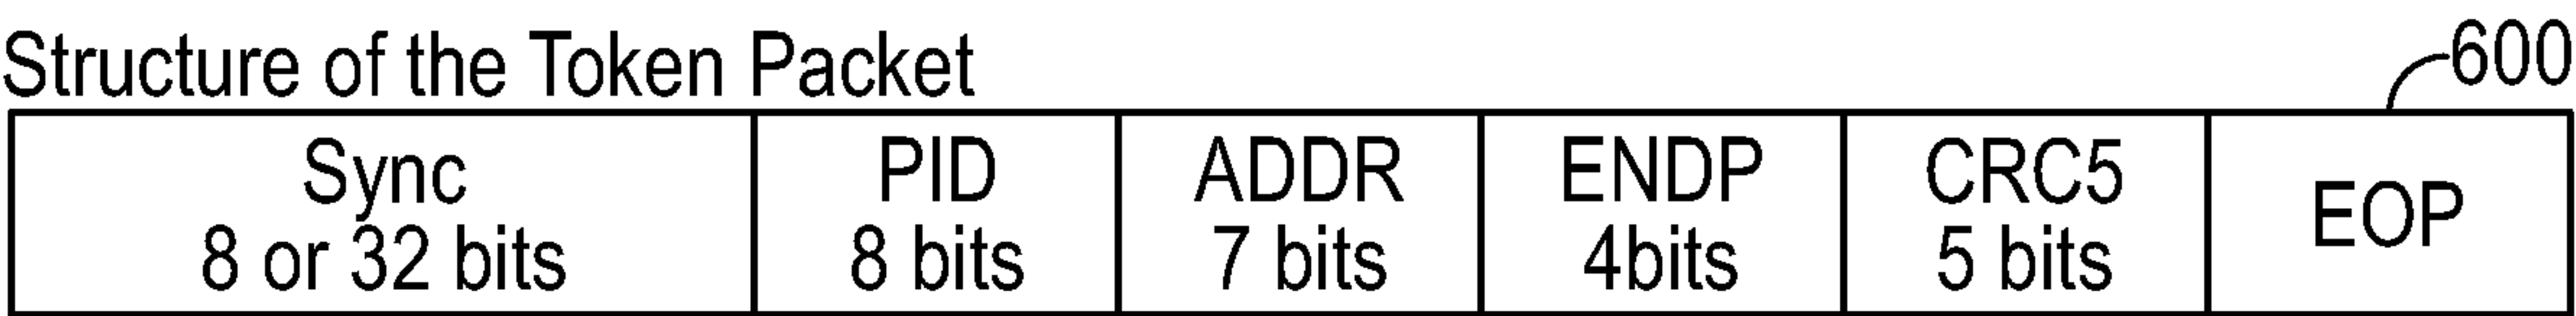 Structure of the Token Packet
600
Sync
8 or 32 bits
PID
8 bits
ADDR
7 bits
ENDP
4bits
CRC5
5 bits
EOP